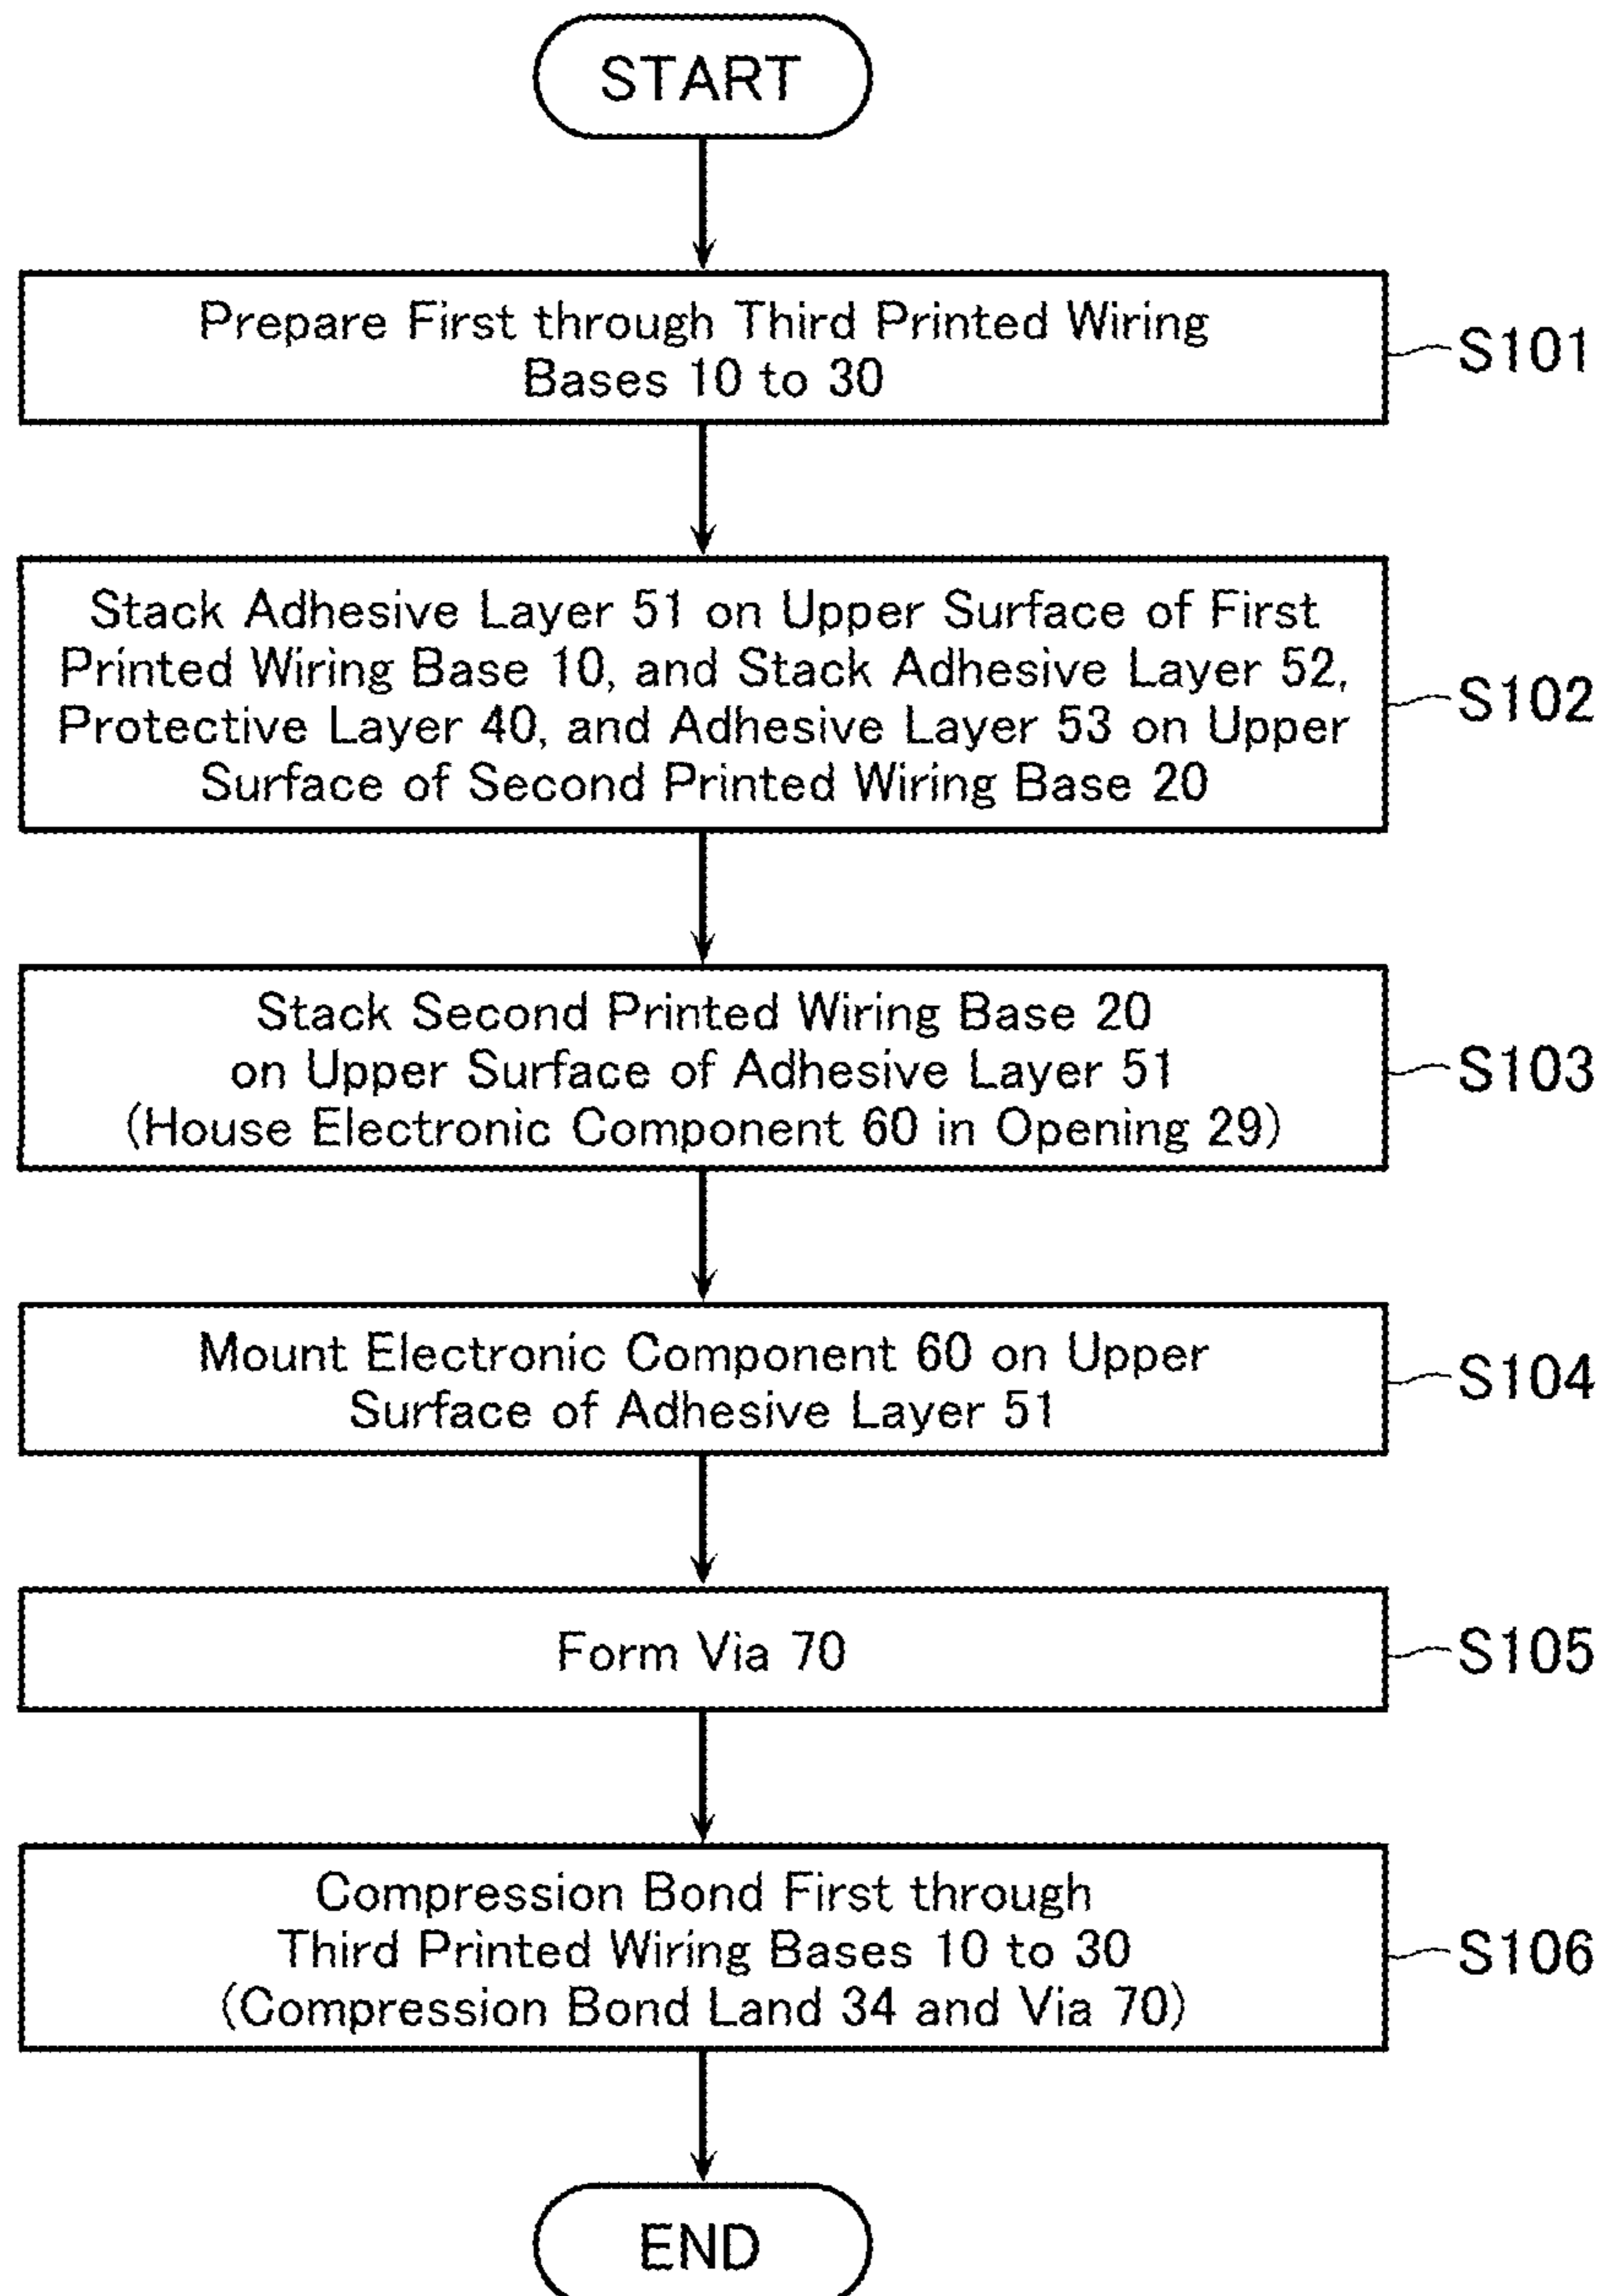 START
Prepare First through Third Printed Wiring
Bases 10 to 30
S101
Stack Adhesive Layer 51 on Upper Surface of First
Printed Wiring Base 10, and Stack Adhesive Layer 52,
Protective Layer 40, and Adhesive Layer 53 on Upper
Surface of Second Printed Wiring Base 20
S102
Stack Second Printed Wiring Base 20
on Upper Surface of Adhesive Layer 51
(House Electronic Component 60 in Opening 29)
S103
Mount Electronic Component 60 on Upper
Surface of Adhesive Layer 51
S104
Form Via 70
S105
Compression Bond First through
Third Printed Wiring Bases 10 to 30
(Compression Bond Land 34 and Via 70)
S106
END